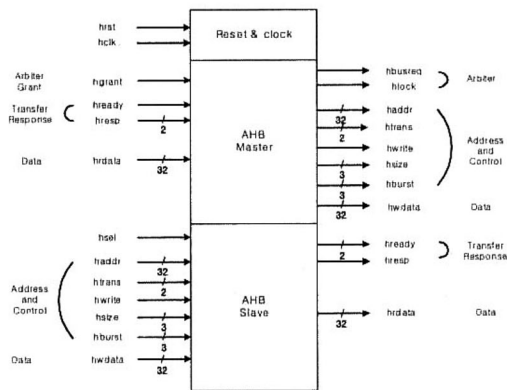 hrst
hclk
Reset & clock
Arbiter
Grant
hgrant
Transfer
Response
hready
hresp
2
Data
hrdata
32
AHB
Master
hbusreq
hlock
Arbiter
haddr
32
htrans
2
hwrite
hsize
3
hburst
3
Address
and
Control
hwdata
32
Data
hsel
Address
and
Control
haddr
32
htrans
2
hwrite
hsize
3
hburst
3
Data
hwdata
32
AHB
Slave
hready
2
hresp
Transfer
Response
hrdata
32
Data